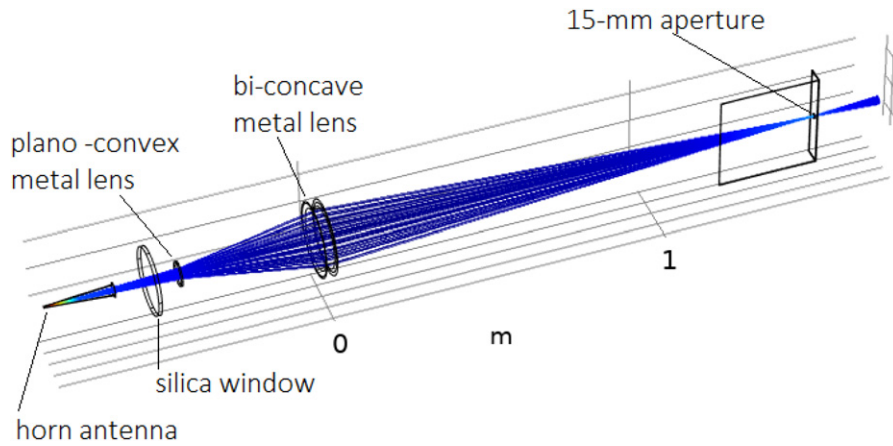 15-mm aperture
bi-concave
metal lens
plano -convex
metal lens
1
0
m
silica window
horn antenna